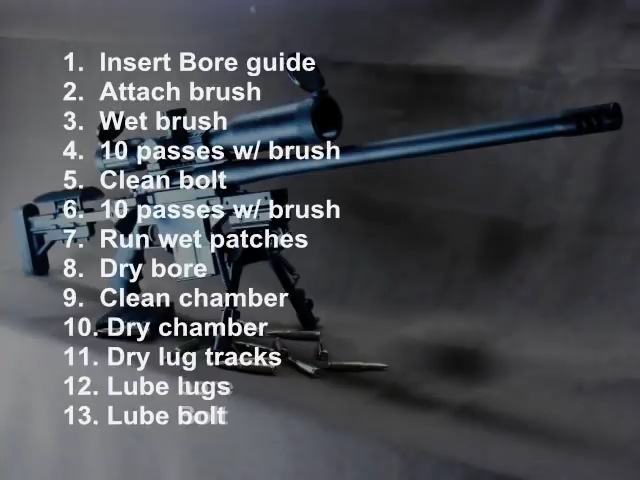 1. Insert Bore guide
2. Attach brush
3. Wet brush
4. 10 passes w/ brush
5. Clean bolt
6. 10 passes w/ brush
7. Run wet patches
8. Dry bore
9. Clean chamber
10. Dry chamber
11. Dry lug tracks
12. Lube lugs
13. Lube bolt